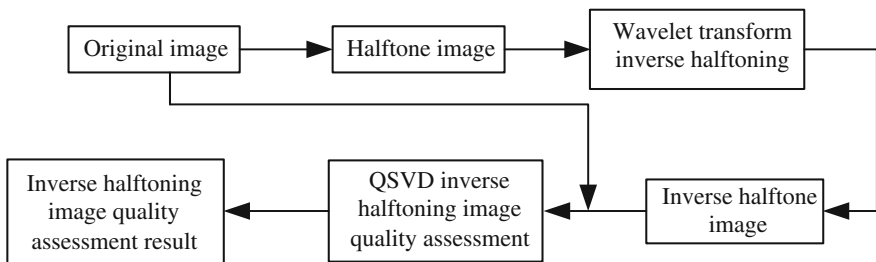 Original image
Halftone image
Wavelet transform
inverse halftoning
Inverse halftoning
image quality
assessment result
QSVD inverse
halftoning image
quality assessment
Inverse halftone
image